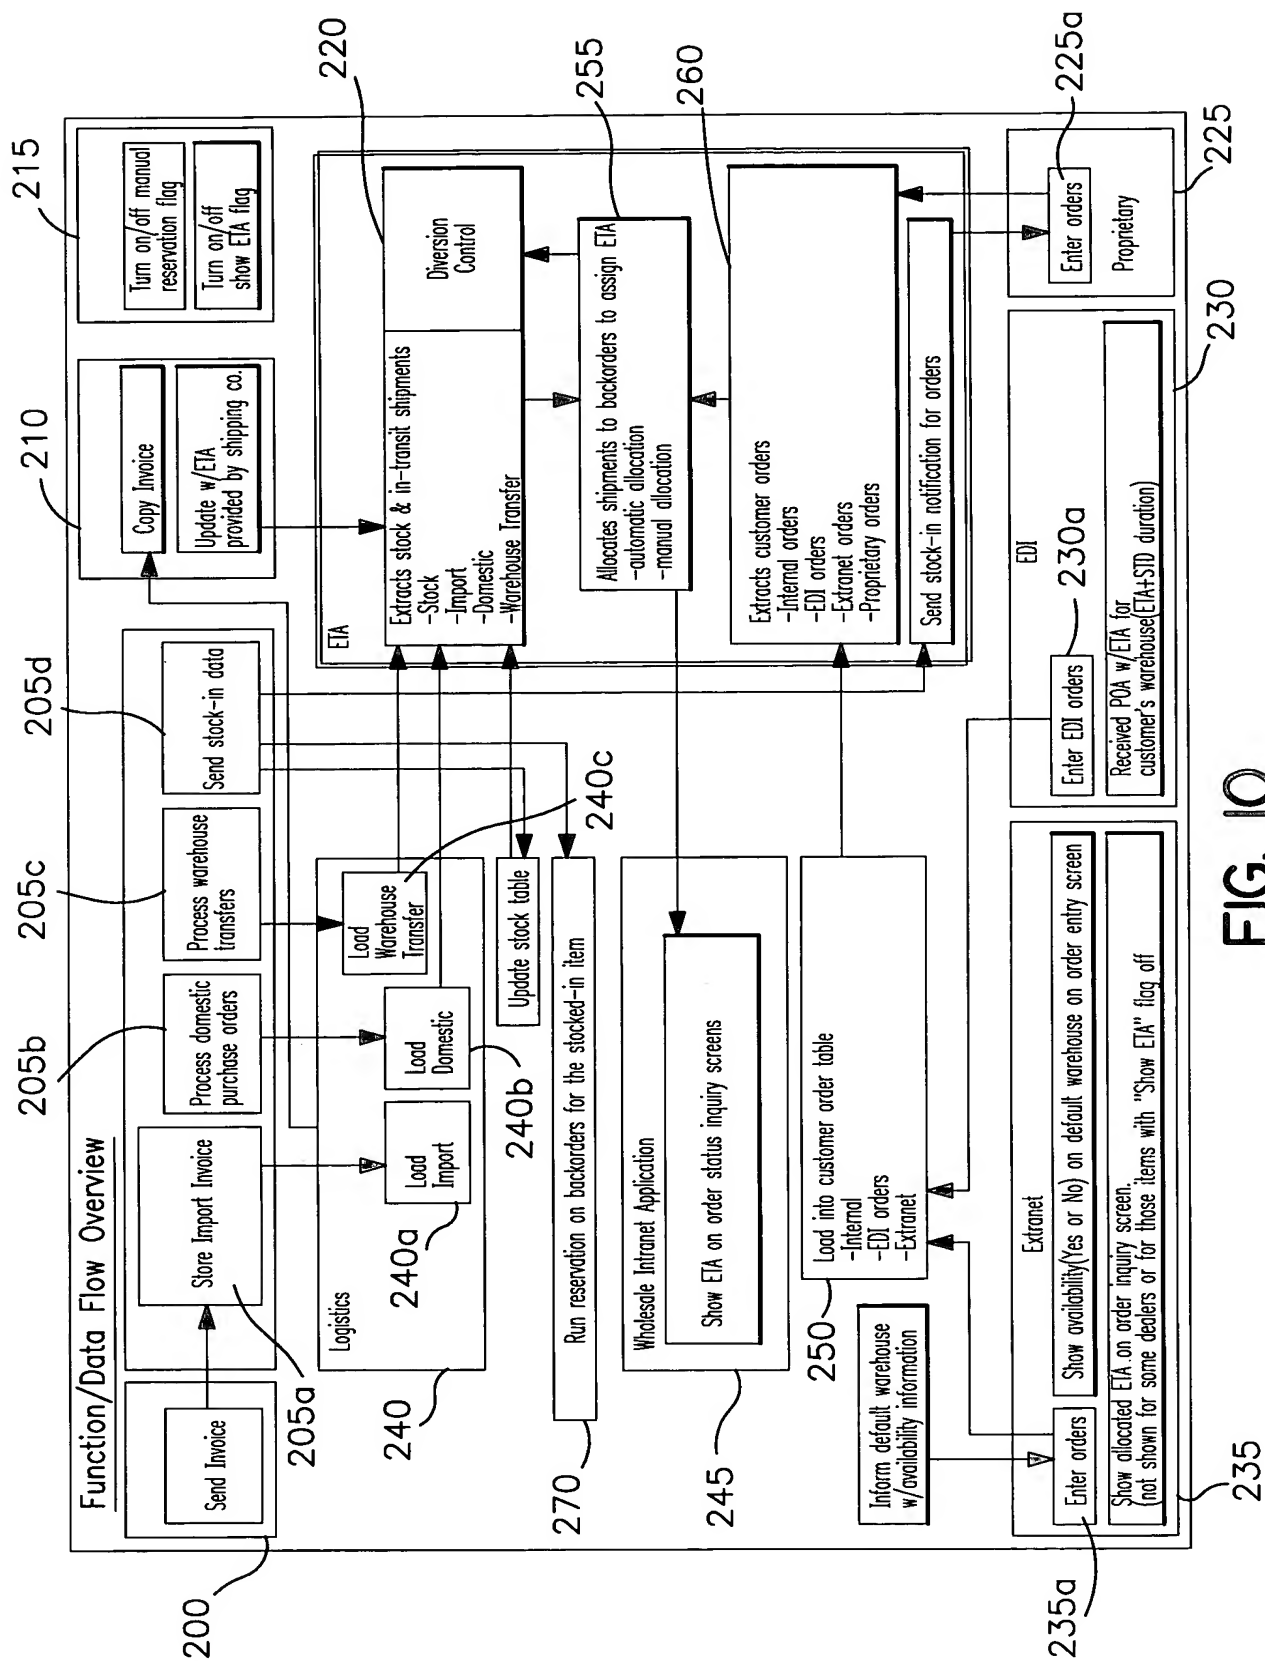 Function/Data Flow Overview
200
Send Invoice
205a
Store Import Invoice
205b
Process domestic
purchase orders
205c
Process warehouse
transfers
205d
Send stock-in data
210
Copy Invoice
Update w/ETA
provided by shipping co.
215
Turn on/off manual
reservation flag
Turn on/off
show ETA flag
240
Logistics
240a
Load
Import
240b
Load
Domestic
240c
Load
Warehouse
Transfer
Update stock table
270
Run reservation on backorders for the stocked-in item
ETA
220
Extracts stock & in-transit shipments
-Stock
-Import
-Domestic
-Warehouse Transfer
Diversion
Control
255
Allocates shipments to backorders to assign ETA
-automatic allocation
-manual allocation
260
Extracts customer orders
-Internal orders
-EDI orders
-Extranet orders
-Proprietary orders
Send stock-in notification for orders
245
Wholesale Intranet Application
Show ETA on order status inquiry screens
250
Load into customer order table
-Internal
-EDI orders
-Extranet
Inform default warehouse
w/availability information
235
Extranet
235a
Enter orders
Show availability(Yes or No) on default warehouse on order entry screen
Show allocated ETA.on order inquiry screen.
(not shown for some dealers or for those items with "Show ETA" flag off
230
EDI
230a
Enter EDI orders
Received POA w/ETA for
customer's warehouse(ETA+STD duration)
225
Proprietary
225a
Enter orders
FIG. 10